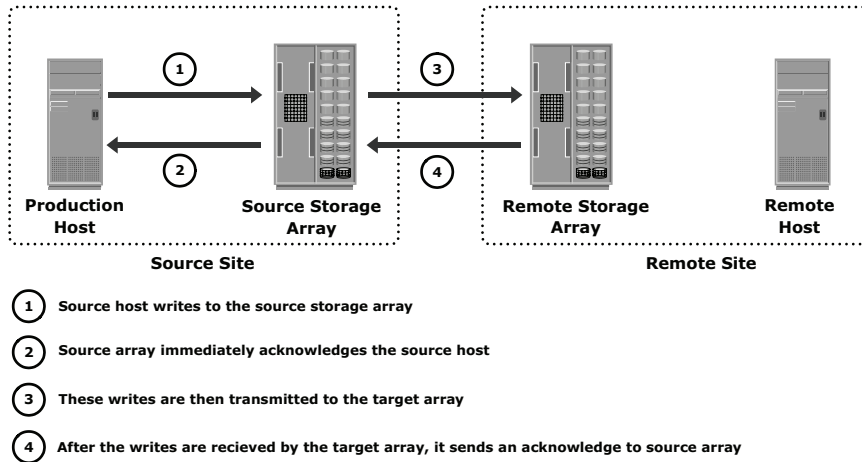 1
3
2
4
Production
Host
Source Storage
Array
Remote Storage
Array
Remote
Host
Source Site
Remote Site
1 Source host writes to the source storage array
2 Source array immediately acknowledges the source host
3 These writes are then transmitted to the target array
4 After the writes are recieved by the target array, it sends an acknowledge to source array